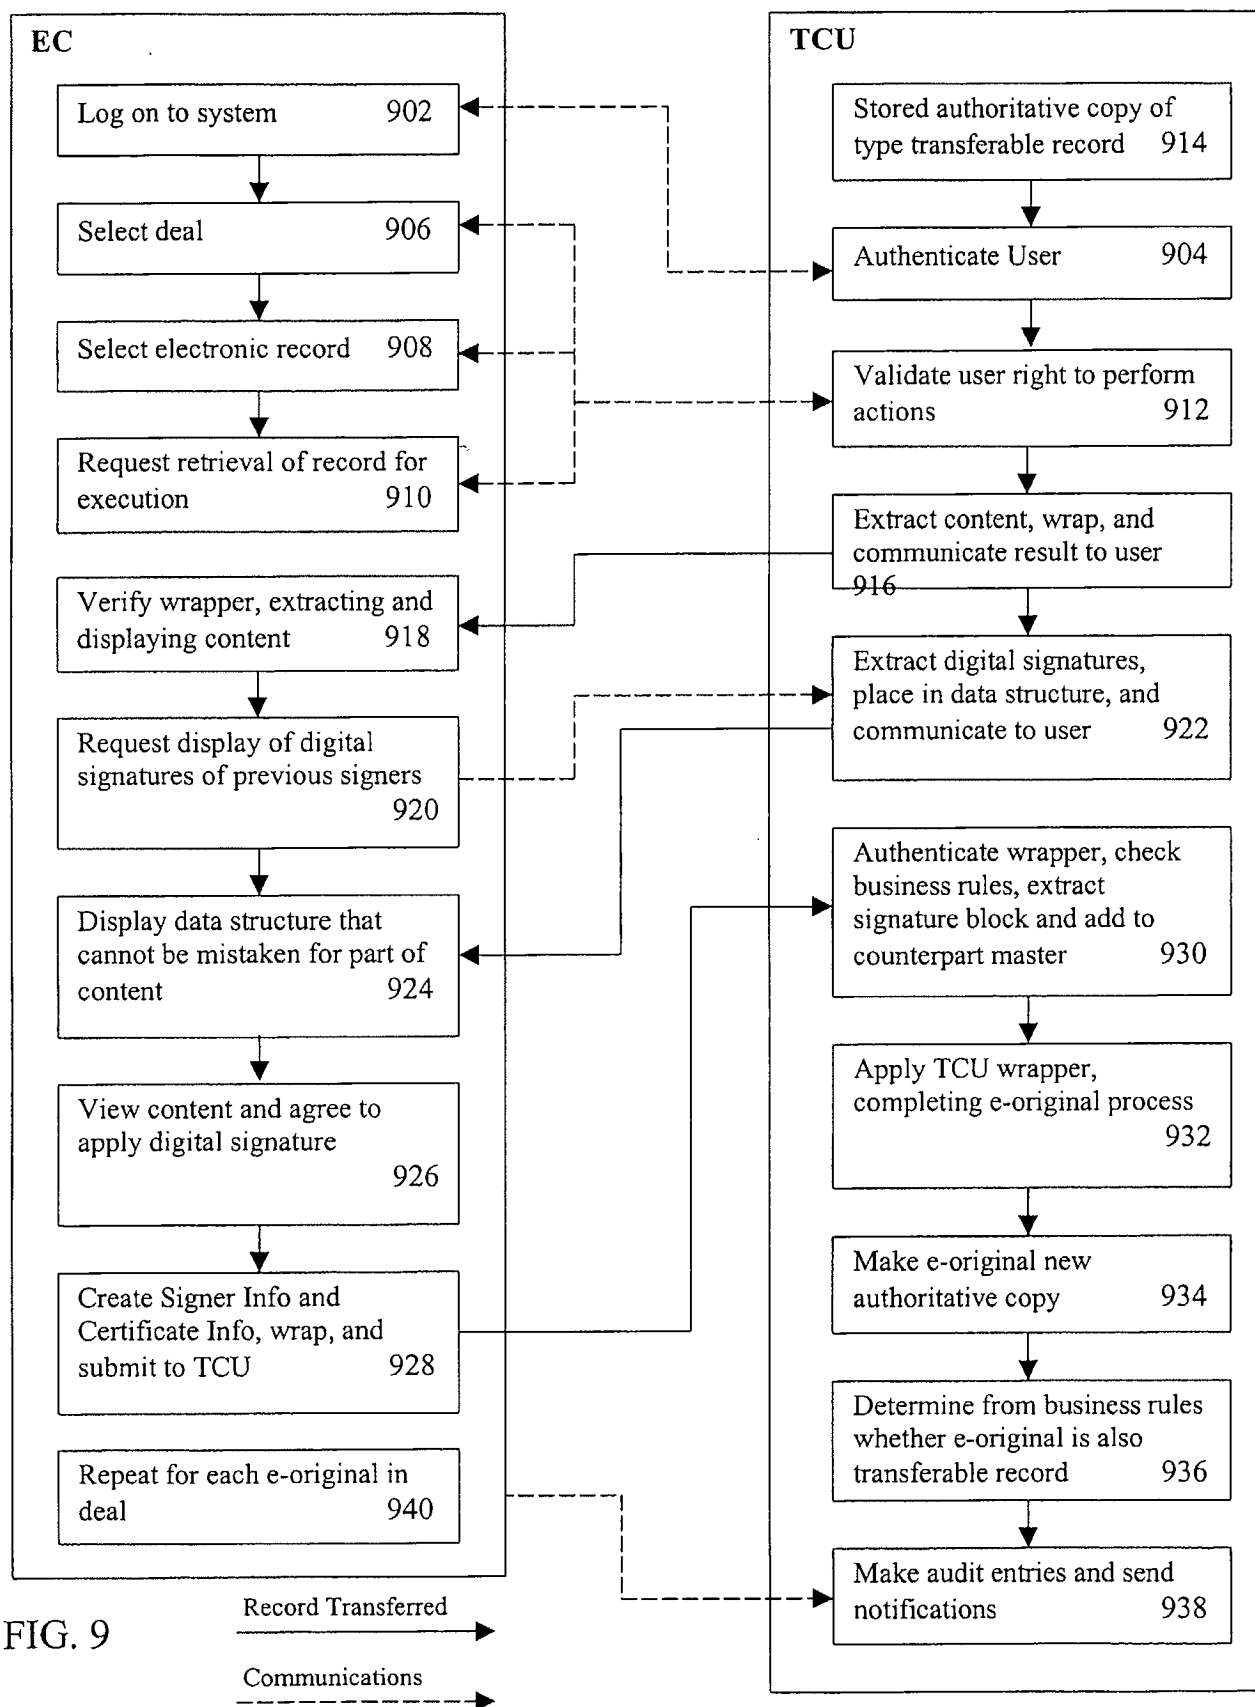 EC
Log on to system 902
Select deal 906
Select electronic record 908
Request retrieval of record for
execution 910
Verify wrapper, extracting and
displaying content 918
Request display of digital
signatures of previous signers
920
Display data structure that
cannot be mistaken for part of
content 924
View content and agree to
apply digital signature
926
Create Signer Info and
Certificate Info, wrap, and
submit to TCU 928
Repeat for each e-original in
deal 940
TCU
Stored authoritative copy of
type transferable record 914
Authenticate User 904
Validate user right to perform
actions 912
Extract content, wrap, and
communicate result to user
916
Extract digital signatures,
place in data structure, and
communicate to user 922
Authenticate wrapper, check
business rules, extract
signature block and add to
counterpart master 930
Apply TCU wrapper,
completing e-original process
932
Make e-original new
authoritative copy 934
Determine from business rules
whether e-original is also
transferable record 936
Make audit entries and send
notifications 938
FIG. 9
Record Transferred
Communications